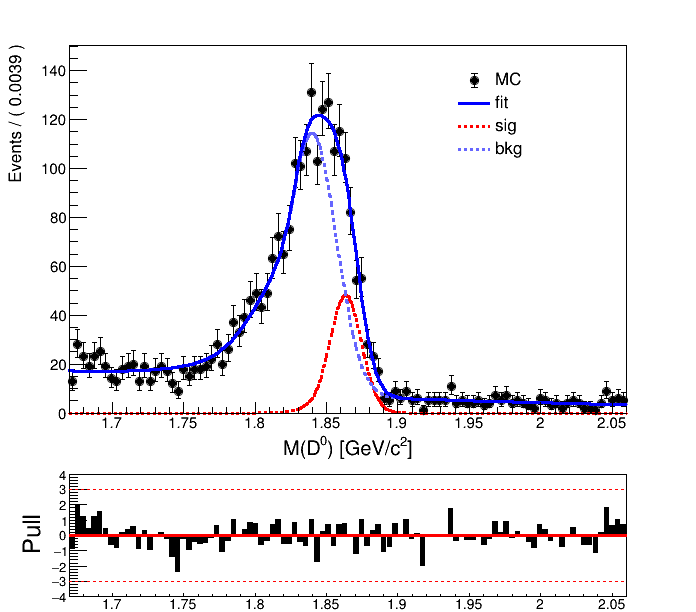 Events / ( 0.0039 )
140
120
100
80
60
40
20
0
MC
fit
sig
bkg
1.7 1.75 1.8 1.85 1.9 1.95 2 2.05
M(D⁰) [GeV/c²]
Pull
4
3
2
1
0
−1
−2
−3
−4
1.7 1.75 1.8 1.85 1.9 1.95 2 2.05